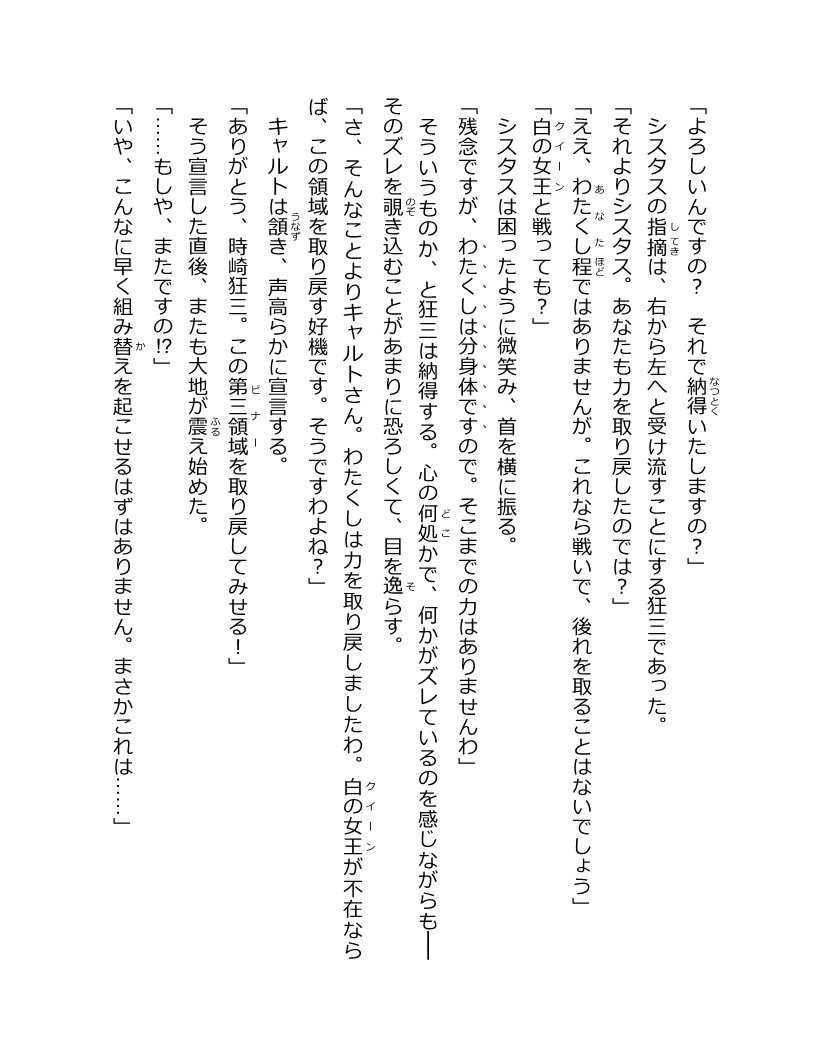 「よろしいんですの？　それで納得いたしますの？」
シスタスの指摘は、右から左へと受け流すことにする狂三であった。
「それよりシスタス。あなたも力を取り戻したのでは？」
「ええ、わたくし程ではありませんが。これなら戦いで、後れを取ることはないでしょう」
「白の女王と戦っても？」
シスタスは困ったように微笑み、首を横に振る。
「残念ですが、わたくしは分身体ですので。そこまでの力はありませんわ」
そういうものか、と狂三は納得する。心の何処かで、何かがズレているのを感じながらも――
そのズレを覗き込むことがあまりに恐ろしくて、目を逸らす。
「さ、そんなことよりキャルトさん。わたくしは力を取り戻しましたわ。白の女王が不在なら
ば、この領域を取り戻す好機です。そうですわよね？」
キャルトは頷き、声高らかに宣言する。
「ありがとう、時崎狂三。この第三領域を取り戻してみせる！」
そう宣言した直後、またも大地が震え始めた。
「……もしや、またですの⁉」
「いや、こんなに早く組み替えを起こせるはずはありません。まさかこれは……」